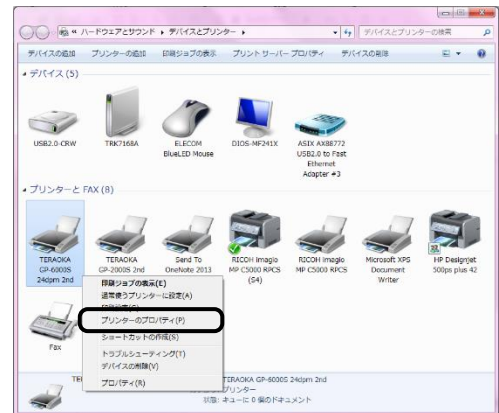 « ハードウェアとサウンド ▸ デバイスとプリンター ▸
デバイスとプリンターの検索
デバイスの追加 プリンターの追加 印刷ジョブの表示 プリント サーバー プロパティ デバイスの削除
デバイス (5)
USB2.0-CRW
TRK7168A
ELECOM
BlueLED Mouse
DIOS-MF241X
ASIX AX88772
USB2.0 to Fast
Ethernet
Adapter #3
プリンターと FAX (8)
TERAOKA
GP-6000S
24dpm 2nd
TERAOKA
GP-2000S 2nd
Send To
OneNote 2013
RICOH imagio
MP C5000 RPCS
(S4)
RICOH imagio
MP C5000 RPCS
Microsoft XPS
Document
Writer
HP Designjet
500ps plus 42
Fax
印刷ジョブの表示(E)
通常使うプリンターに設定(A)
プリンターのプロパティ(P)
ショートカットの作成(S)
トラブルシューティング(T)
デバイスの削除(V)
プロパティ(R)
TERAOKA GP-6000S 24dpm 2nd
プリンター
状態: キューに 0 個のドキュメント